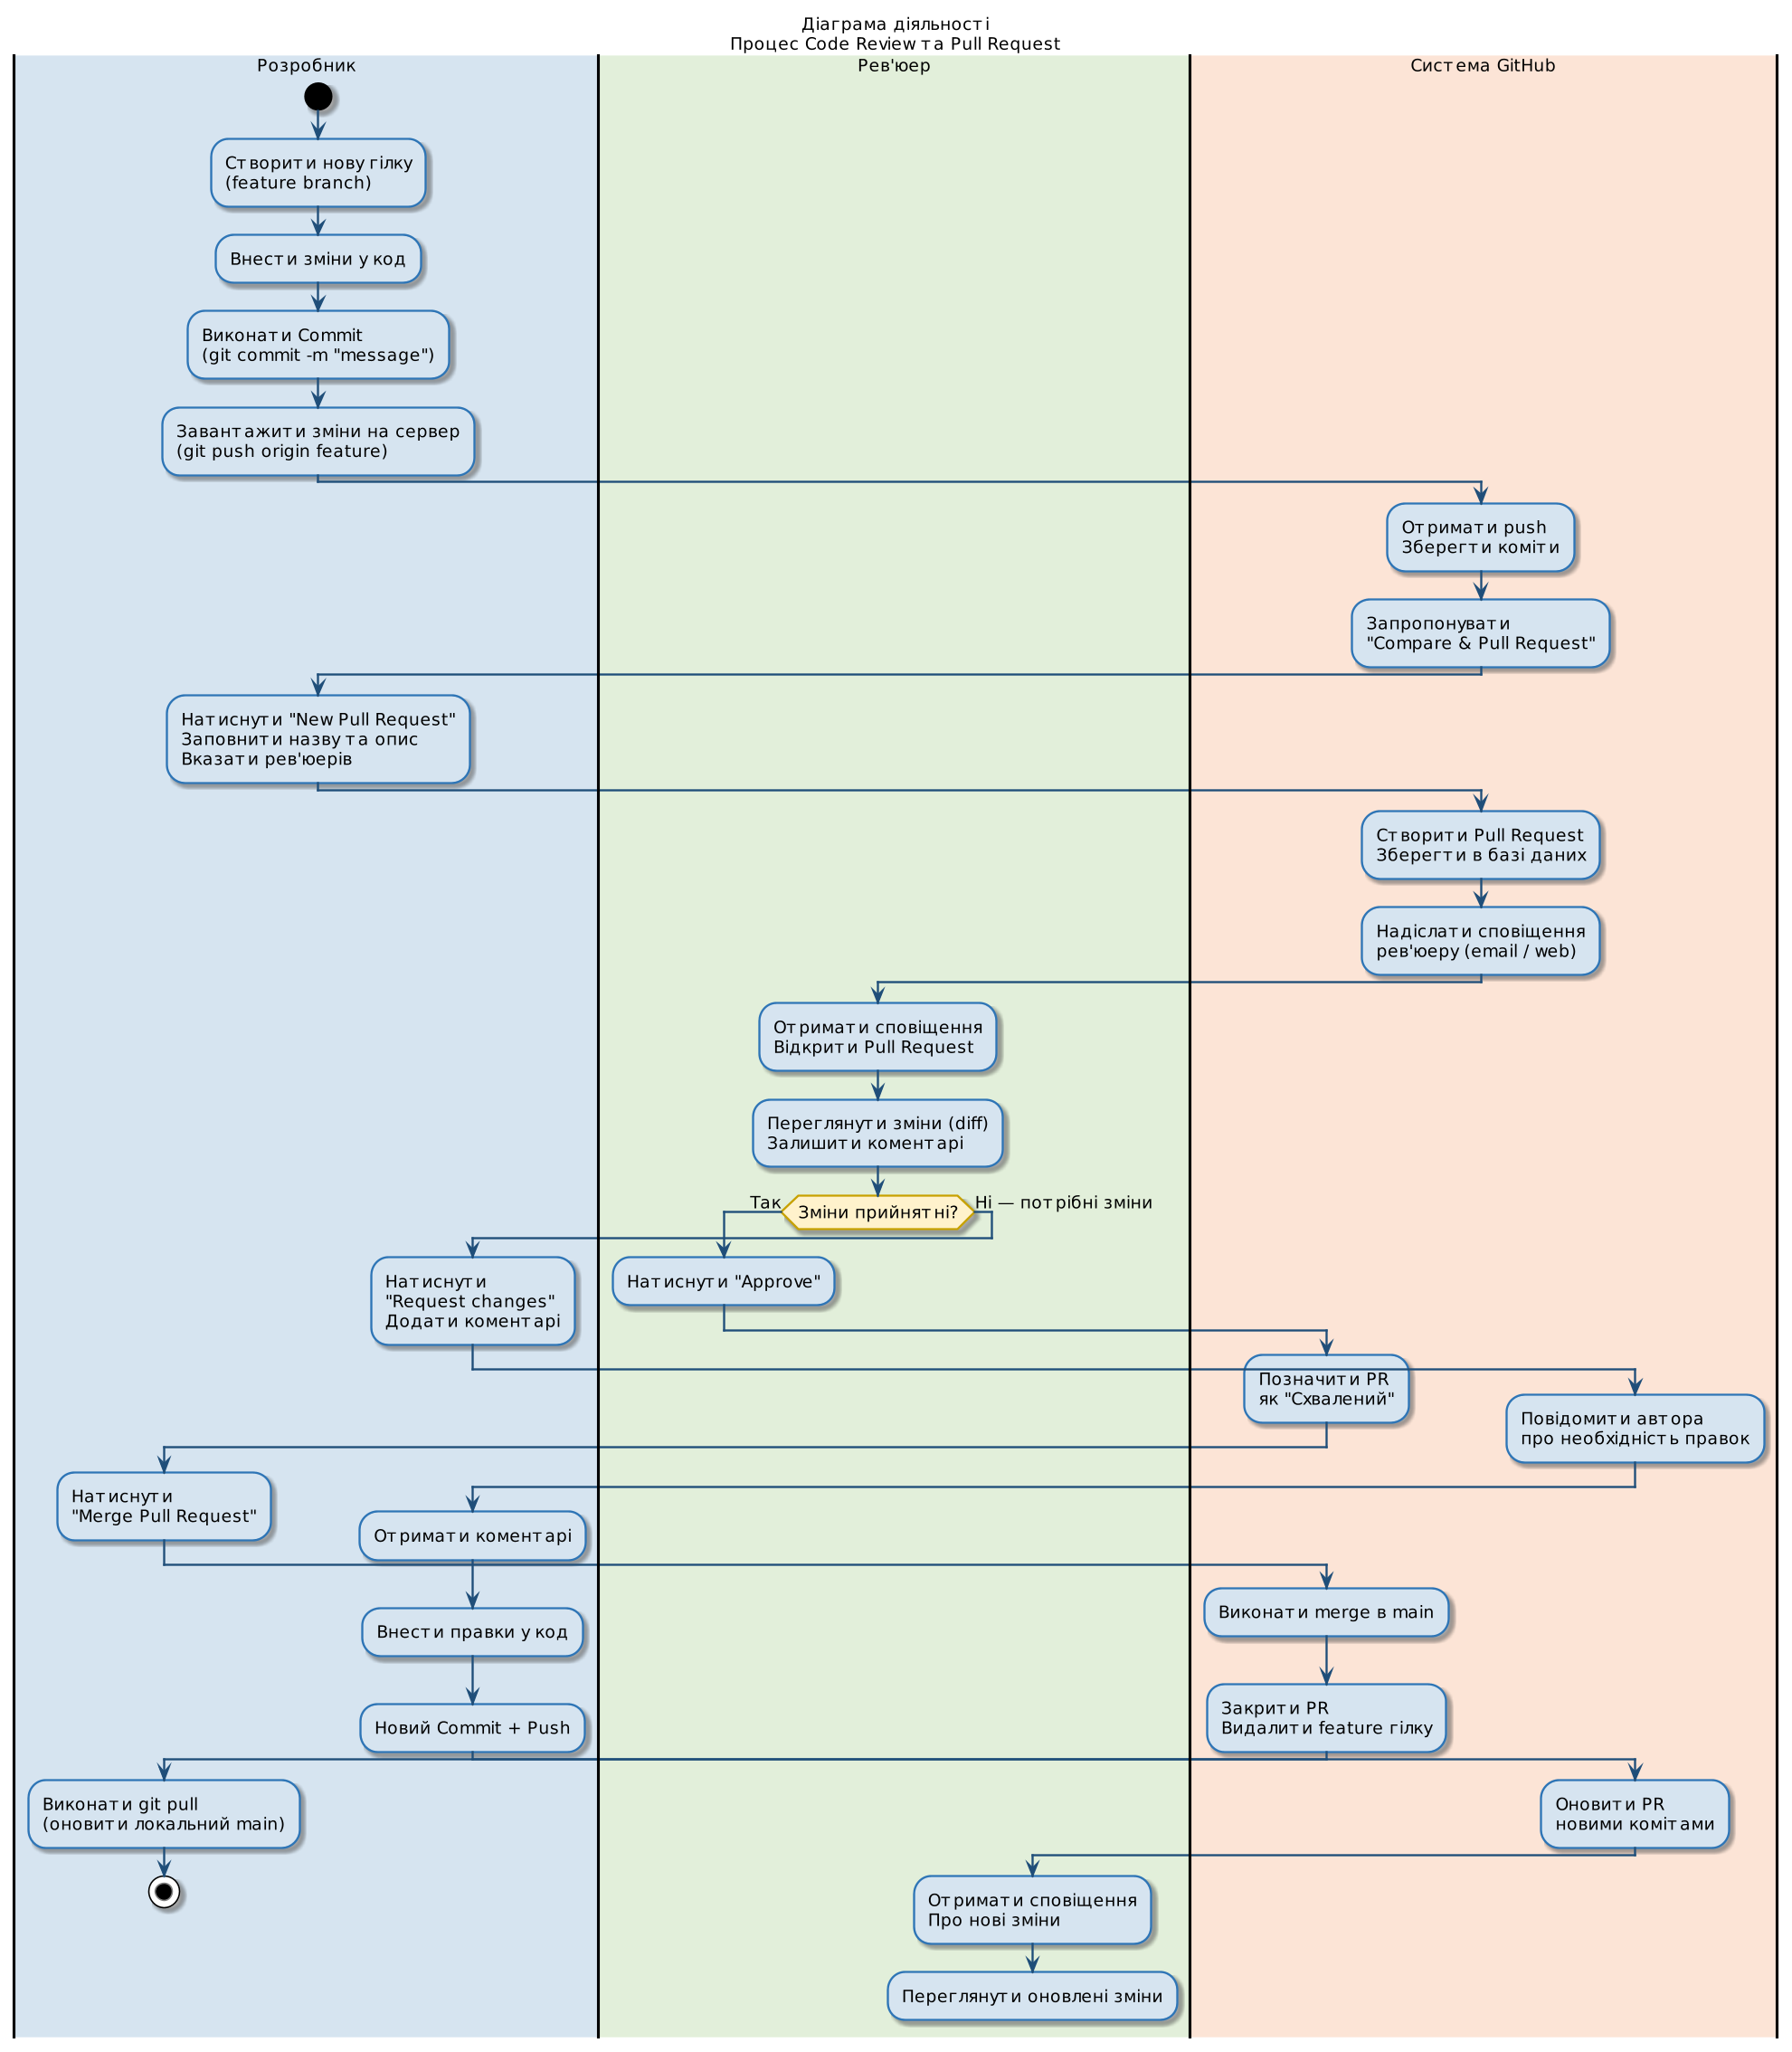 Діаграма діяльності
Процес Code Review та Pull Request
Розробник
Рев'юер
Система GitHub
Створити нову гілку
(feature branch)
Внести зміни у код
Виконати Commit
(git commit -m "message")
Завантажити зміни на сервер
(git push origin feature)
Отримати push
Зберегти коміти
Запропонувати
"Compare & Pull Request"
Натиснути "New Pull Request"
Заповнити назву та опис
Вказати рев'юерів
Створити Pull Request
Зберегти в базі даних
Надіслати сповіщення
рев'юеру (email / web)
Отримати сповіщення
Відкрити Pull Request
Переглянути зміни (diff)
Залишити коментарі
Так
Зміни прийнятні?
Ні — потрібні зміни
Натиснути
"Request changes"
Додати коментарі
Натиснути "Approve"
Позначити PR
як "Схвалений"
Повідомити автора
про необхідність правок
Натиснути
"Merge Pull Request"
Отримати коментарі
Виконати merge в main
Внести правки у код
Закрити PR
Видалити feature гілку
Новий Commit + Push
Виконати git pull
(оновити локальний main)
Оновити PR
новими комітами
Отримати сповіщення
Про нові зміни
Переглянути оновлені зміни